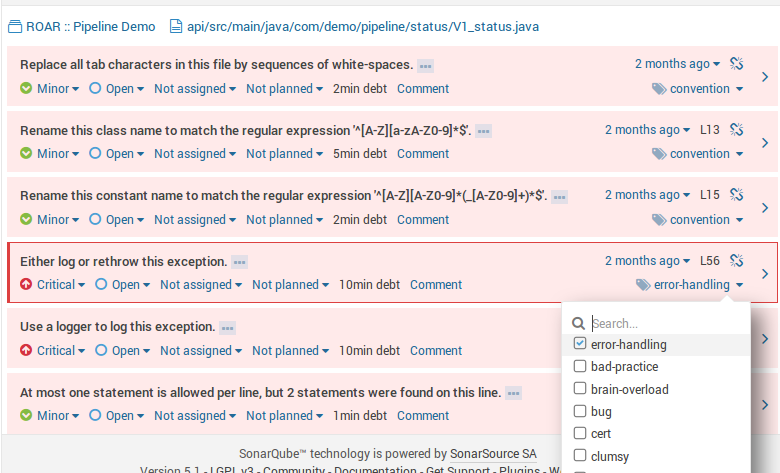 ROAR :: Pipeline Demo api/src/main/java/com/demo/pipeline/status/V1_status.java
Replace all tab characters in this file by sequences of white-spaces. 2 months ago
Minor Open Not assigned Not planned 2min debt Comment convention
Rename this class name to match the regular expression '^[A-Z][a-zA-Z0-9]*$'. 2 months ago L13
Minor Open Not assigned Not planned 5min debt Comment convention
Rename this constant name to match the regular expression '^[A-Z][A-Z0-9]*(_[A-Z0-9]+)*$'. 2 months ago L15
Minor Open Not assigned Not planned 2min debt Comment convention
Either log or rethrow this exception. 2 months ago L56
Critical Open Not assigned Not planned 10min debt Comment error-handling
Use a logger to log this exception.
Critical Open Not assigned Not planned 10min debt Comment
At most one statement is allowed per line, but 2 statements were found on this line.
Minor Open Not assigned Not planned 1min debt Comment
Search...
error-handling
bad-practice
brain-overload
bug
cert
clumsy
SonarQube™ technology is powered by SonarSource SA
Version 5.1 - LGPL v3 - Community - Documentation - Get Support - Plugins -